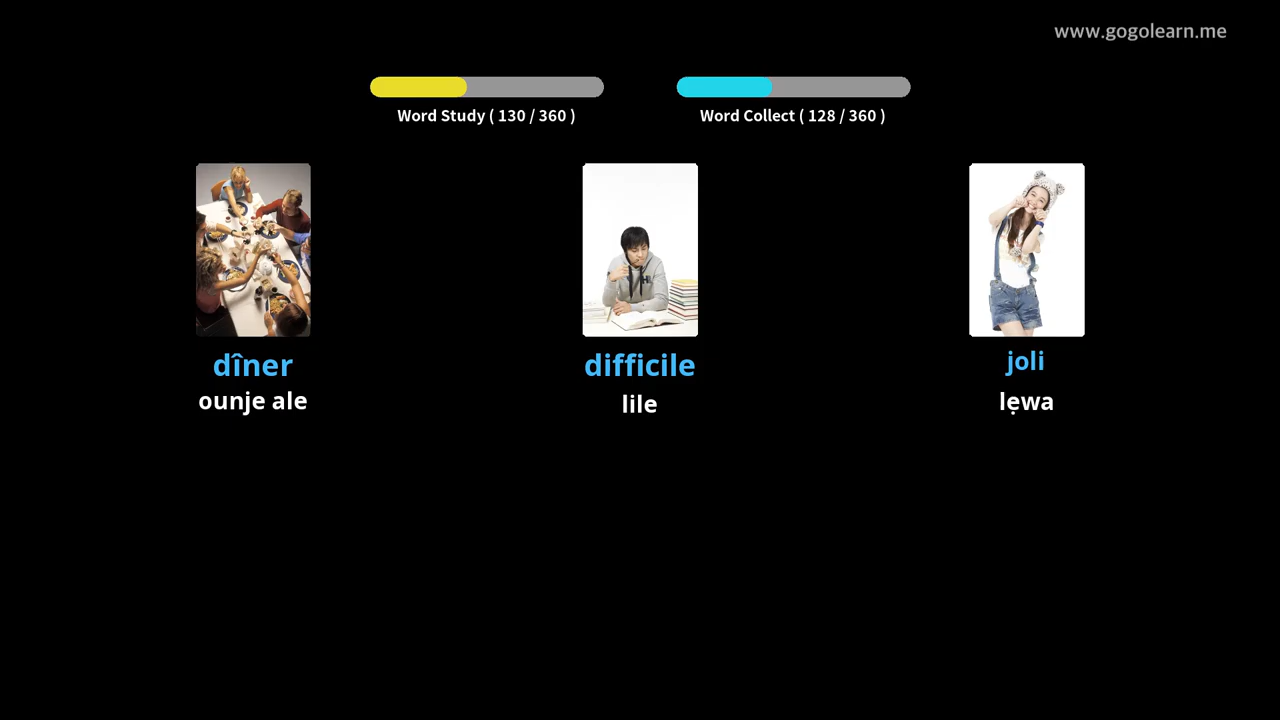 www.gogolearn.me
Word Study ( 130 / 360 )
Word Collect ( 128 / 360 )
dîner
ounje ale
difficile
lile
joli
lẹwa